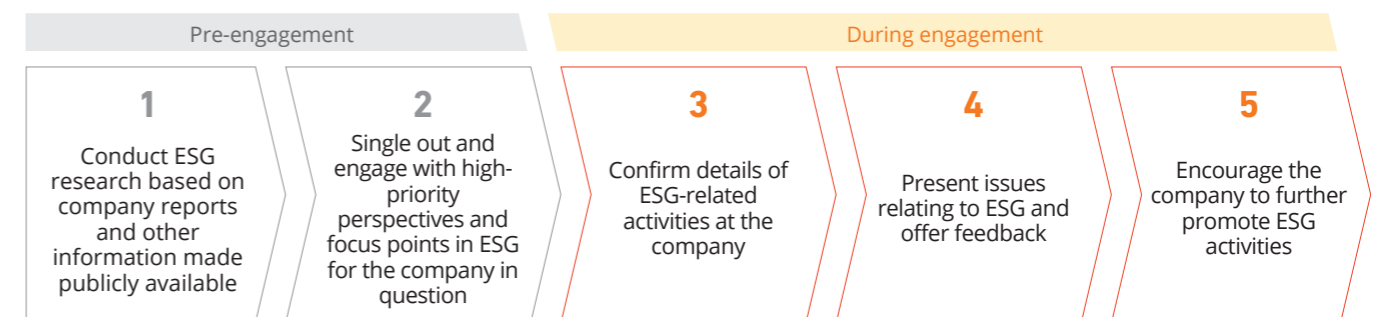 Pre-engagement
During engagement
1
Conduct ESG
research based on
company reports
and other
information made
publicly available
2
Single out and
engage with high-
priority
perspectives and
focus points in ESG
for the company in
question
3
Confirm details of
ESG-related
activities at the
company
4
Present issues
relating to ESG and
offer feedback
5
Encourage the
company to further
promote ESG
activities